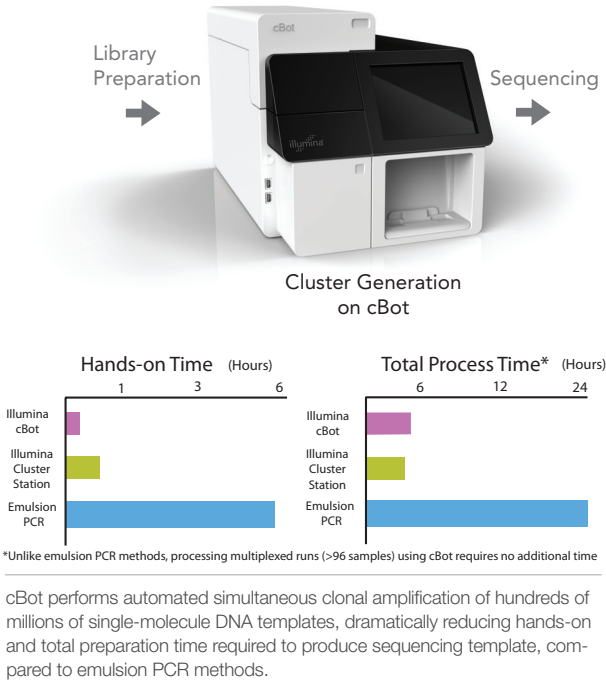 cBot
Library
Preparation
Sequencing
illumina
Cluster Generation
on cBot
Hands-on Time (Hours)
1 3 6
Illumina
cBot
Illumina
Cluster
Station
Emulsion
PCR
Total Process Time* (Hours)
6 12 24
Illumina
cBot
Illumina
Cluster
Station
Emulsion
PCR
*Unlike emulsion PCR methods, processing multiplexed runs (>96 samples) using cBot requires no additional time
cBot performs automated simultaneous clonal amplification of hundreds of
millions of single-molecule DNA templates, dramatically reducing hands-on
and total preparation time required to produce sequencing template, com-
pared to emulsion PCR methods.